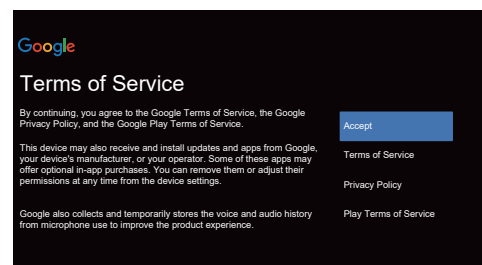 Google
Terms of Service
By continuing, you agree to the Google Terms of Service, the Google
Privacy Policy, and the Google Play Terms of Service.
This device may also receive and install updates and apps from Google,
your device's manufacturer, or your operator. Some of these apps may
offer optional in-app purchases. You can remove them or adjust their
permissions at any time from the device settings.
Google also collects and temporarily stores the voice and audio history
from microphone use to improve the product experience.
Accept
Terms of Service
Privacy Policy
Play Terms of Service